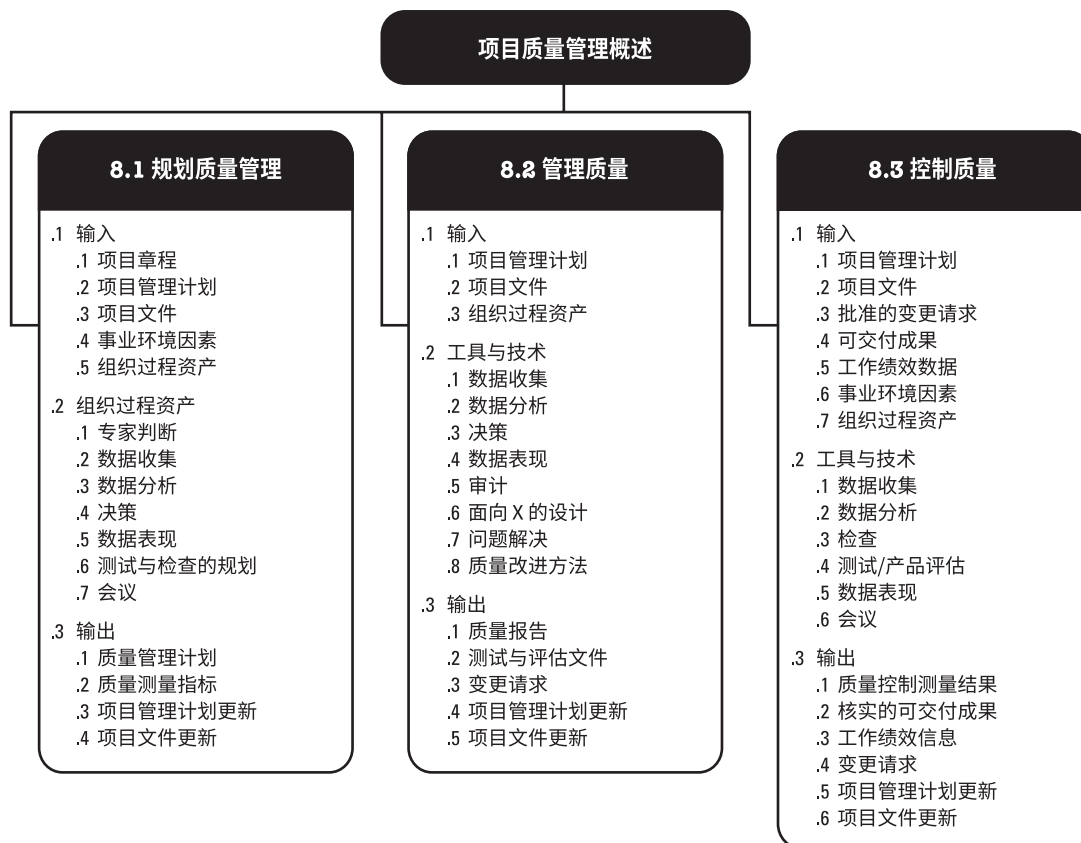 项目质量管理概述
8.1 规划质量管理
.1 输入
.1 项目章程
.2 项目管理计划
.3 项目文件
.4 事业环境因素
.5 组织过程资产
.2 组织过程资产
.1 专家判断
.2 数据收集
.3 数据分析
.4 决策
.5 数据表现
.6 测试与检查的规划
.7 会议
.3 输出
.1 质量管理计划
.2 质量测量指标
.3 项目管理计划更新
.4 项目文件更新
8.2 管理质量
.1 输入
.1 项目管理计划
.2 项目文件
.3 组织过程资产
.2 工具与技术
.1 数据收集
.2 数据分析
.3 决策
.4 数据表现
.5 审计
.6 面向 X 的设计
.7 问题解决
.8 质量改进方法
.3 输出
.1 质量报告
.2 测试与评估文件
.3 变更请求
.4 项目管理计划更新
.5 项目文件更新
8.3 控制质量
.1 输入
.1 项目管理计划
.2 项目文件
.3 批准的变更请求
.4 可交付成果
.5 工作绩效数据
.6 事业环境因素
.7 组织过程资产
.2 工具与技术
.1 数据收集
.2 数据分析
.3 检查
.4 测试/产品评估
.5 数据表现
.6 会议
.3 输出
.1 质量控制测量结果
.2 核实的可交付成果
.3 工作绩效信息
.4 变更请求
.5 项目管理计划更新
.6 项目文件更新